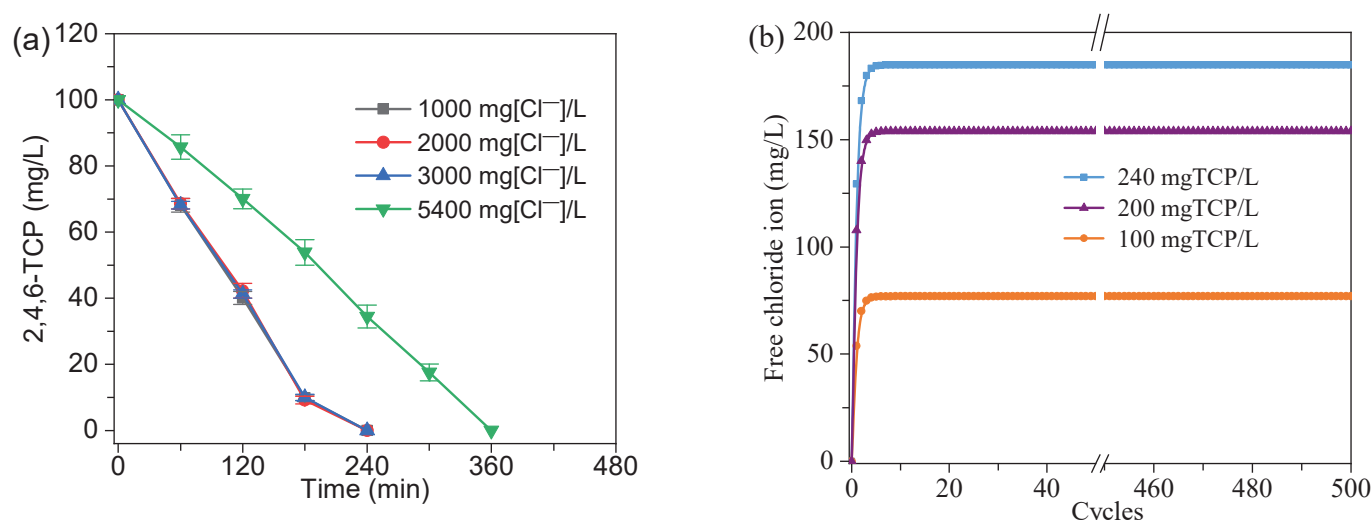 (a)
120
100
80
60
40
20
0
2,4,6-TCP (mg/L)
1000 mg[Cl—]/L
2000 mg[Cl—]/L
3000 mg[Cl—]/L
5400 mg[Cl—]/L
0 120 240 360 480
Time (min)
(b)
200
150
100
50
0
Free chloride ion (mg/L)
240 mgTCP/L
200 mgTCP/L
100 mgTCP/L
0 20 40 460 480 500
Cycles